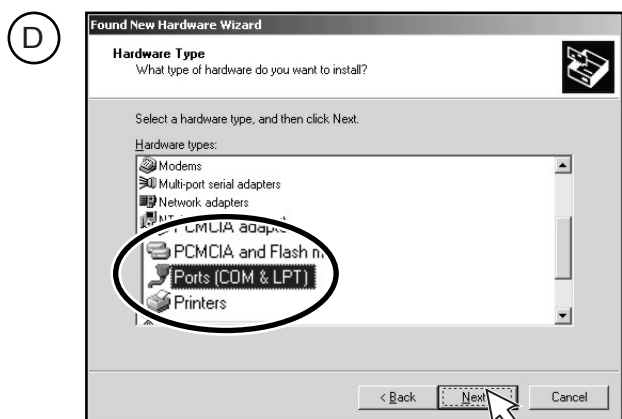 D
Found New Hardware Wizard
Hardware Type
What type of hardware do you want to install?
Select a hardware type, and then click Next.
Hardware types:
Modems
Multi-port serial adapters
Network adapters
PCMCIA
PCMCIA and Flash
Ports (COM & LPT)
Printers
< Back
Next
Cancel